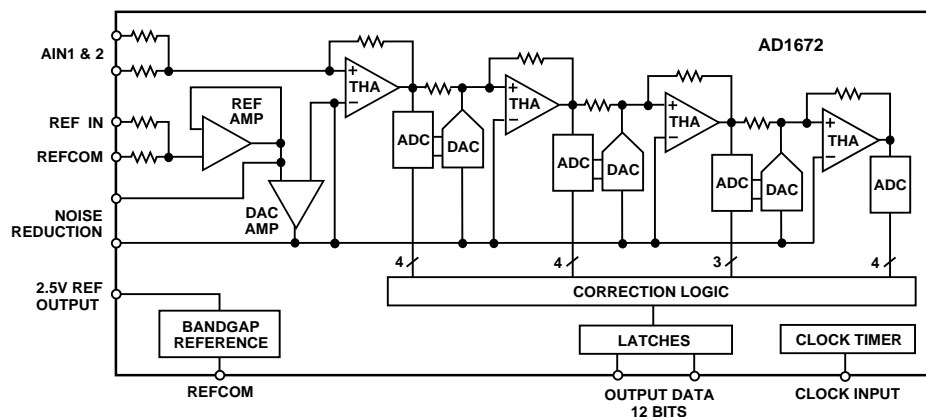 AD1672
AIN1 & 2
THA
THA
THA
THA
REF
AMP
REF IN
REFCOM
ADC
DAC
ADC
DAC
ADC
DAC
ADC
DAC
AMP
NOISE
REDUCTION
4
4
3
4
2.5V REF
OUTPUT
CORRECTION LOGIC
BANDGAP
REFERENCE
LATCHES
CLOCK TIMER
REFCOM
OUTPUT DATA
12 BITS
CLOCK INPUT